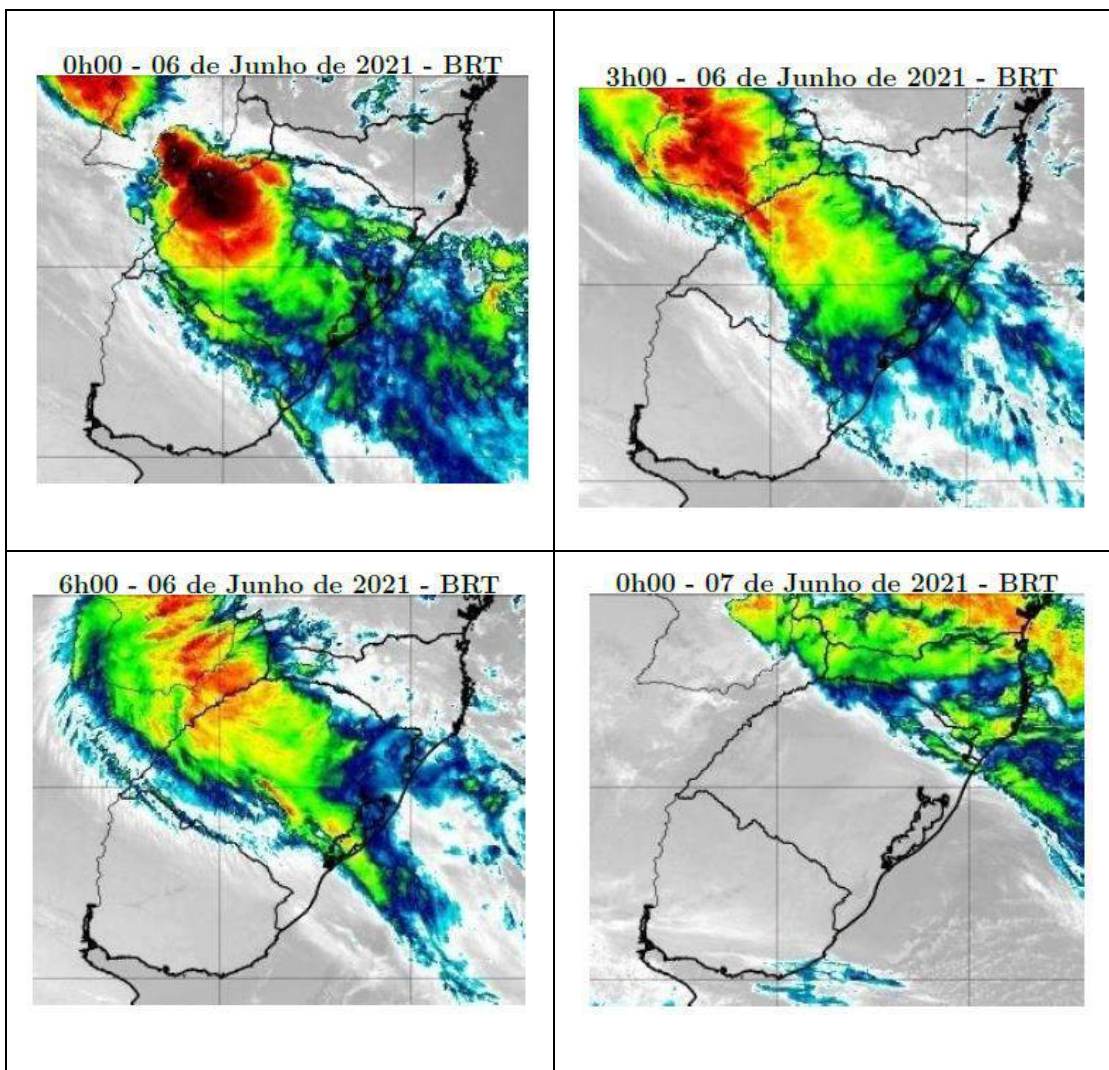 0h00 - 06 de Junho de 2021 - BRT
3h00 - 06 de Junho de 2021 - BRT
6h00 - 06 de Junho de 2021 - BRT
0h00 - 07 de Junho de 2021 - BRT